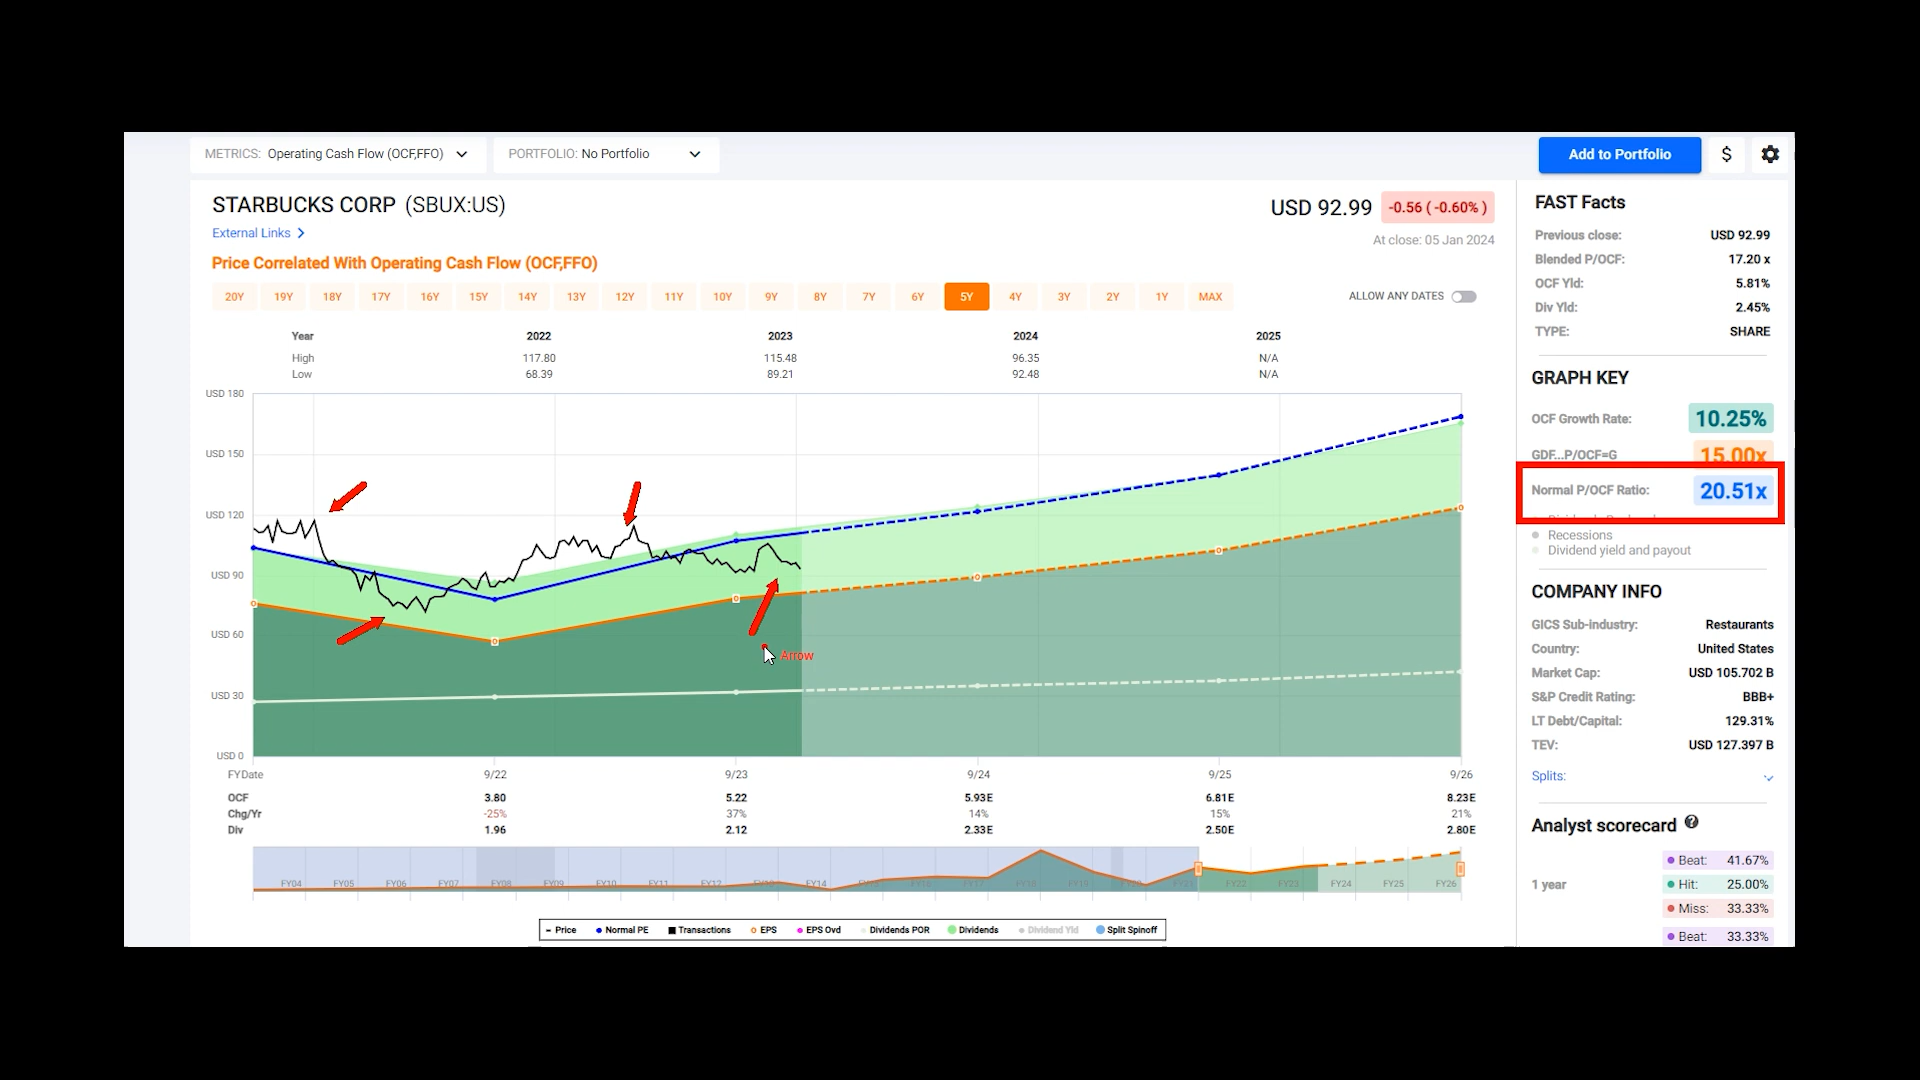 METRICS: Operating Cash Flow (OCF,FFO) PORTFOLIO: No Portfolio Add to Portfolio $
STARBUCKS CORP (SBUX:US) USD 92.99 -0.56 ( -0.60% )
External Links
At close: 05 Jan 2024
Price Correlated With Operating Cash Flow (OCF,FFO)
20Y 19Y 18Y 17Y 16Y 15Y 14Y 13Y 12Y 11Y 10Y 9Y 8Y 7Y 6Y 5Y 4Y 3Y 2Y 1Y MAX ALLOW ANY DATES
Year 2022 2023 2024 2025
High 117.80 115.48 96.35 N/A
Low 68.39 89.21 92.48 N/A
USD 180
USD 150
USD 120
USD 90
USD 60
USD 30
USD 0
Arrow
FYDate 9/22 9/23 9/24 9/25 9/26
OCF 3.80 5.22 5.93E 6.81E 8.23E
Chg/Yr -25% 37% 14% 15% 21%
Div 1.96 2.12 2.33E 2.50E 2.80E
FY04 FY05 FY06 FY07 FY08 FY09 FY10 FY11 FY12 FY14 FY22 FY23 FY24 FY25 FY26
Price Normal PE Transactions EPS EPS Ovd Dividends POR Dividends Dividend Yld Split Spinoff
FAST Facts
Previous close: USD 92.99
Blended P/OCF: 17.20 x
OCF Yld: 5.81%
Div Yld: 2.45%
TYPE: SHARE
GRAPH KEY
OCF Growth Rate: 10.25%
GDF...P/OCF=G 15.00x
Normal P/OCF Ratio: 20.51x
Recessions
Dividend yield and payout
COMPANY INFO
GICS Sub-industry: Restaurants
Country: United States
Market Cap: USD 105.702 B
S&P Credit Rating: BBB+
LT Debt/Capital: 129.31%
TEV: USD 127.397 B
Splits:
Analyst scorecard ?
Beat: 41.67%
1 year Hit: 25.00%
Miss: 33.33%
Beat: 33.33%